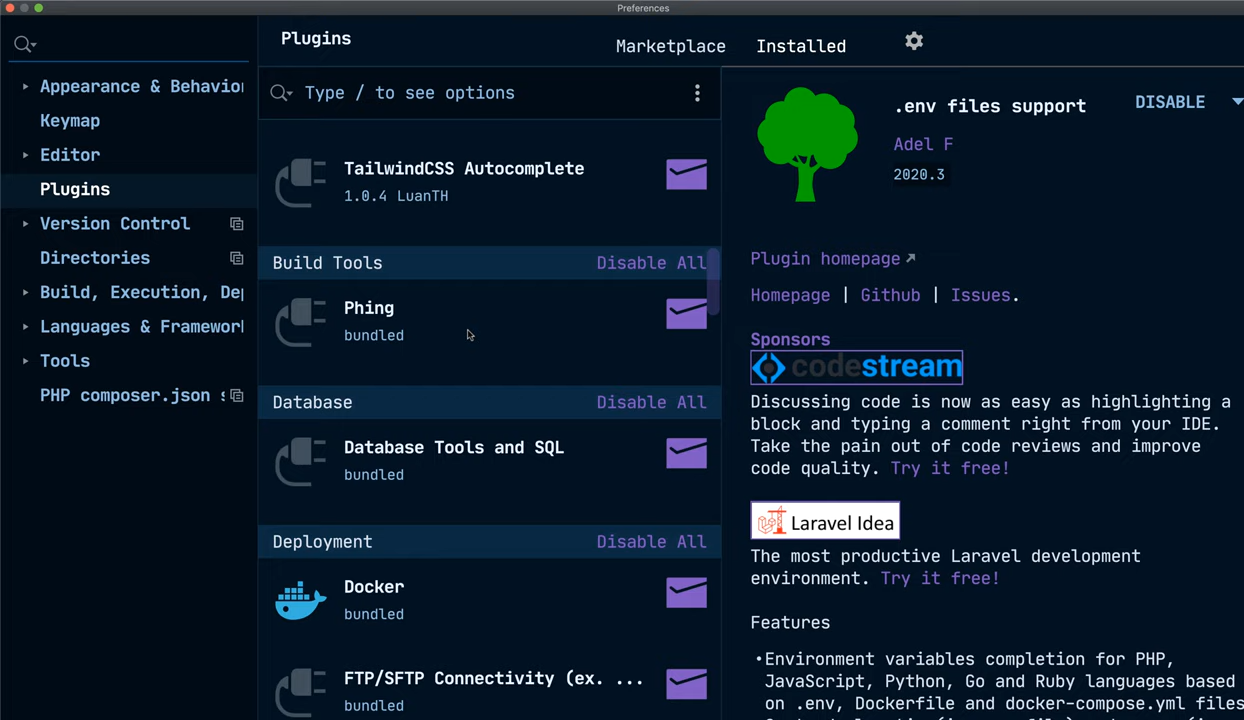 Preferences
Plugins
Marketplace
Installed
Type / to see options
Appearance & Behavior
Keymap
Editor
Plugins
Version Control
Directories
Build, Execution, De
Languages & Framewor
Tools
PHP composer.json s
TailwindCSS Autocomplete
1.0.4 LuanTH
Build Tools
Disable All
Phing
bundled
Database
Disable All
Database Tools and SQL
bundled
Deployment
Disable All
Docker
bundled
FTP/SFTP Connectivity (ex. ...
bundled
.env files support
DISABLE
Adel F
2020.3
Plugin homepage ↗
Homepage | Github | Issues.
Sponsors
codestream
Discussing code is now as easy as highlighting a
block and typing a comment right from your IDE.
Take the pain out of code reviews and improve
code quality. Try it free!
Laravel Idea
The most productive Laravel development
environment. Try it free!
Features
•Environment variables completion for PHP,
JavaScript, Python, Go and Ruby languages based
on .env, Dockerfile and docker-compose.yml files